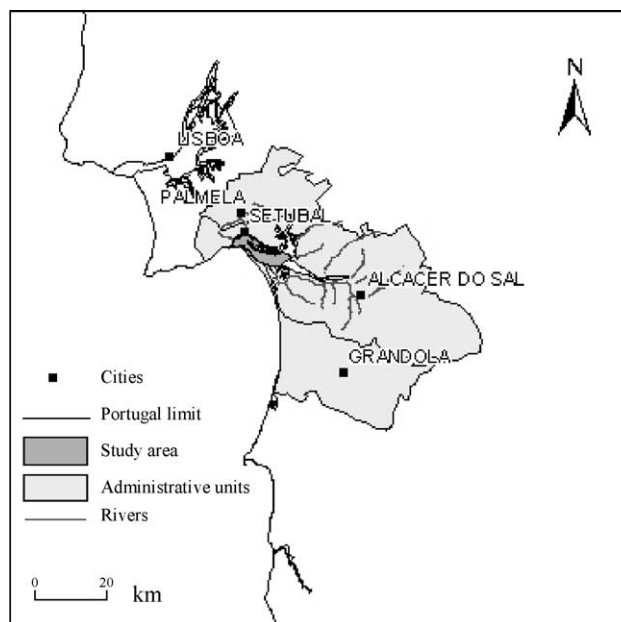 N
LISBOA
PALMELA
SETUBAL
ALCACER DO SAL
GRANDOLA
Cities
Portugal limit
Study area
Administrative units
Rivers
0 20
km